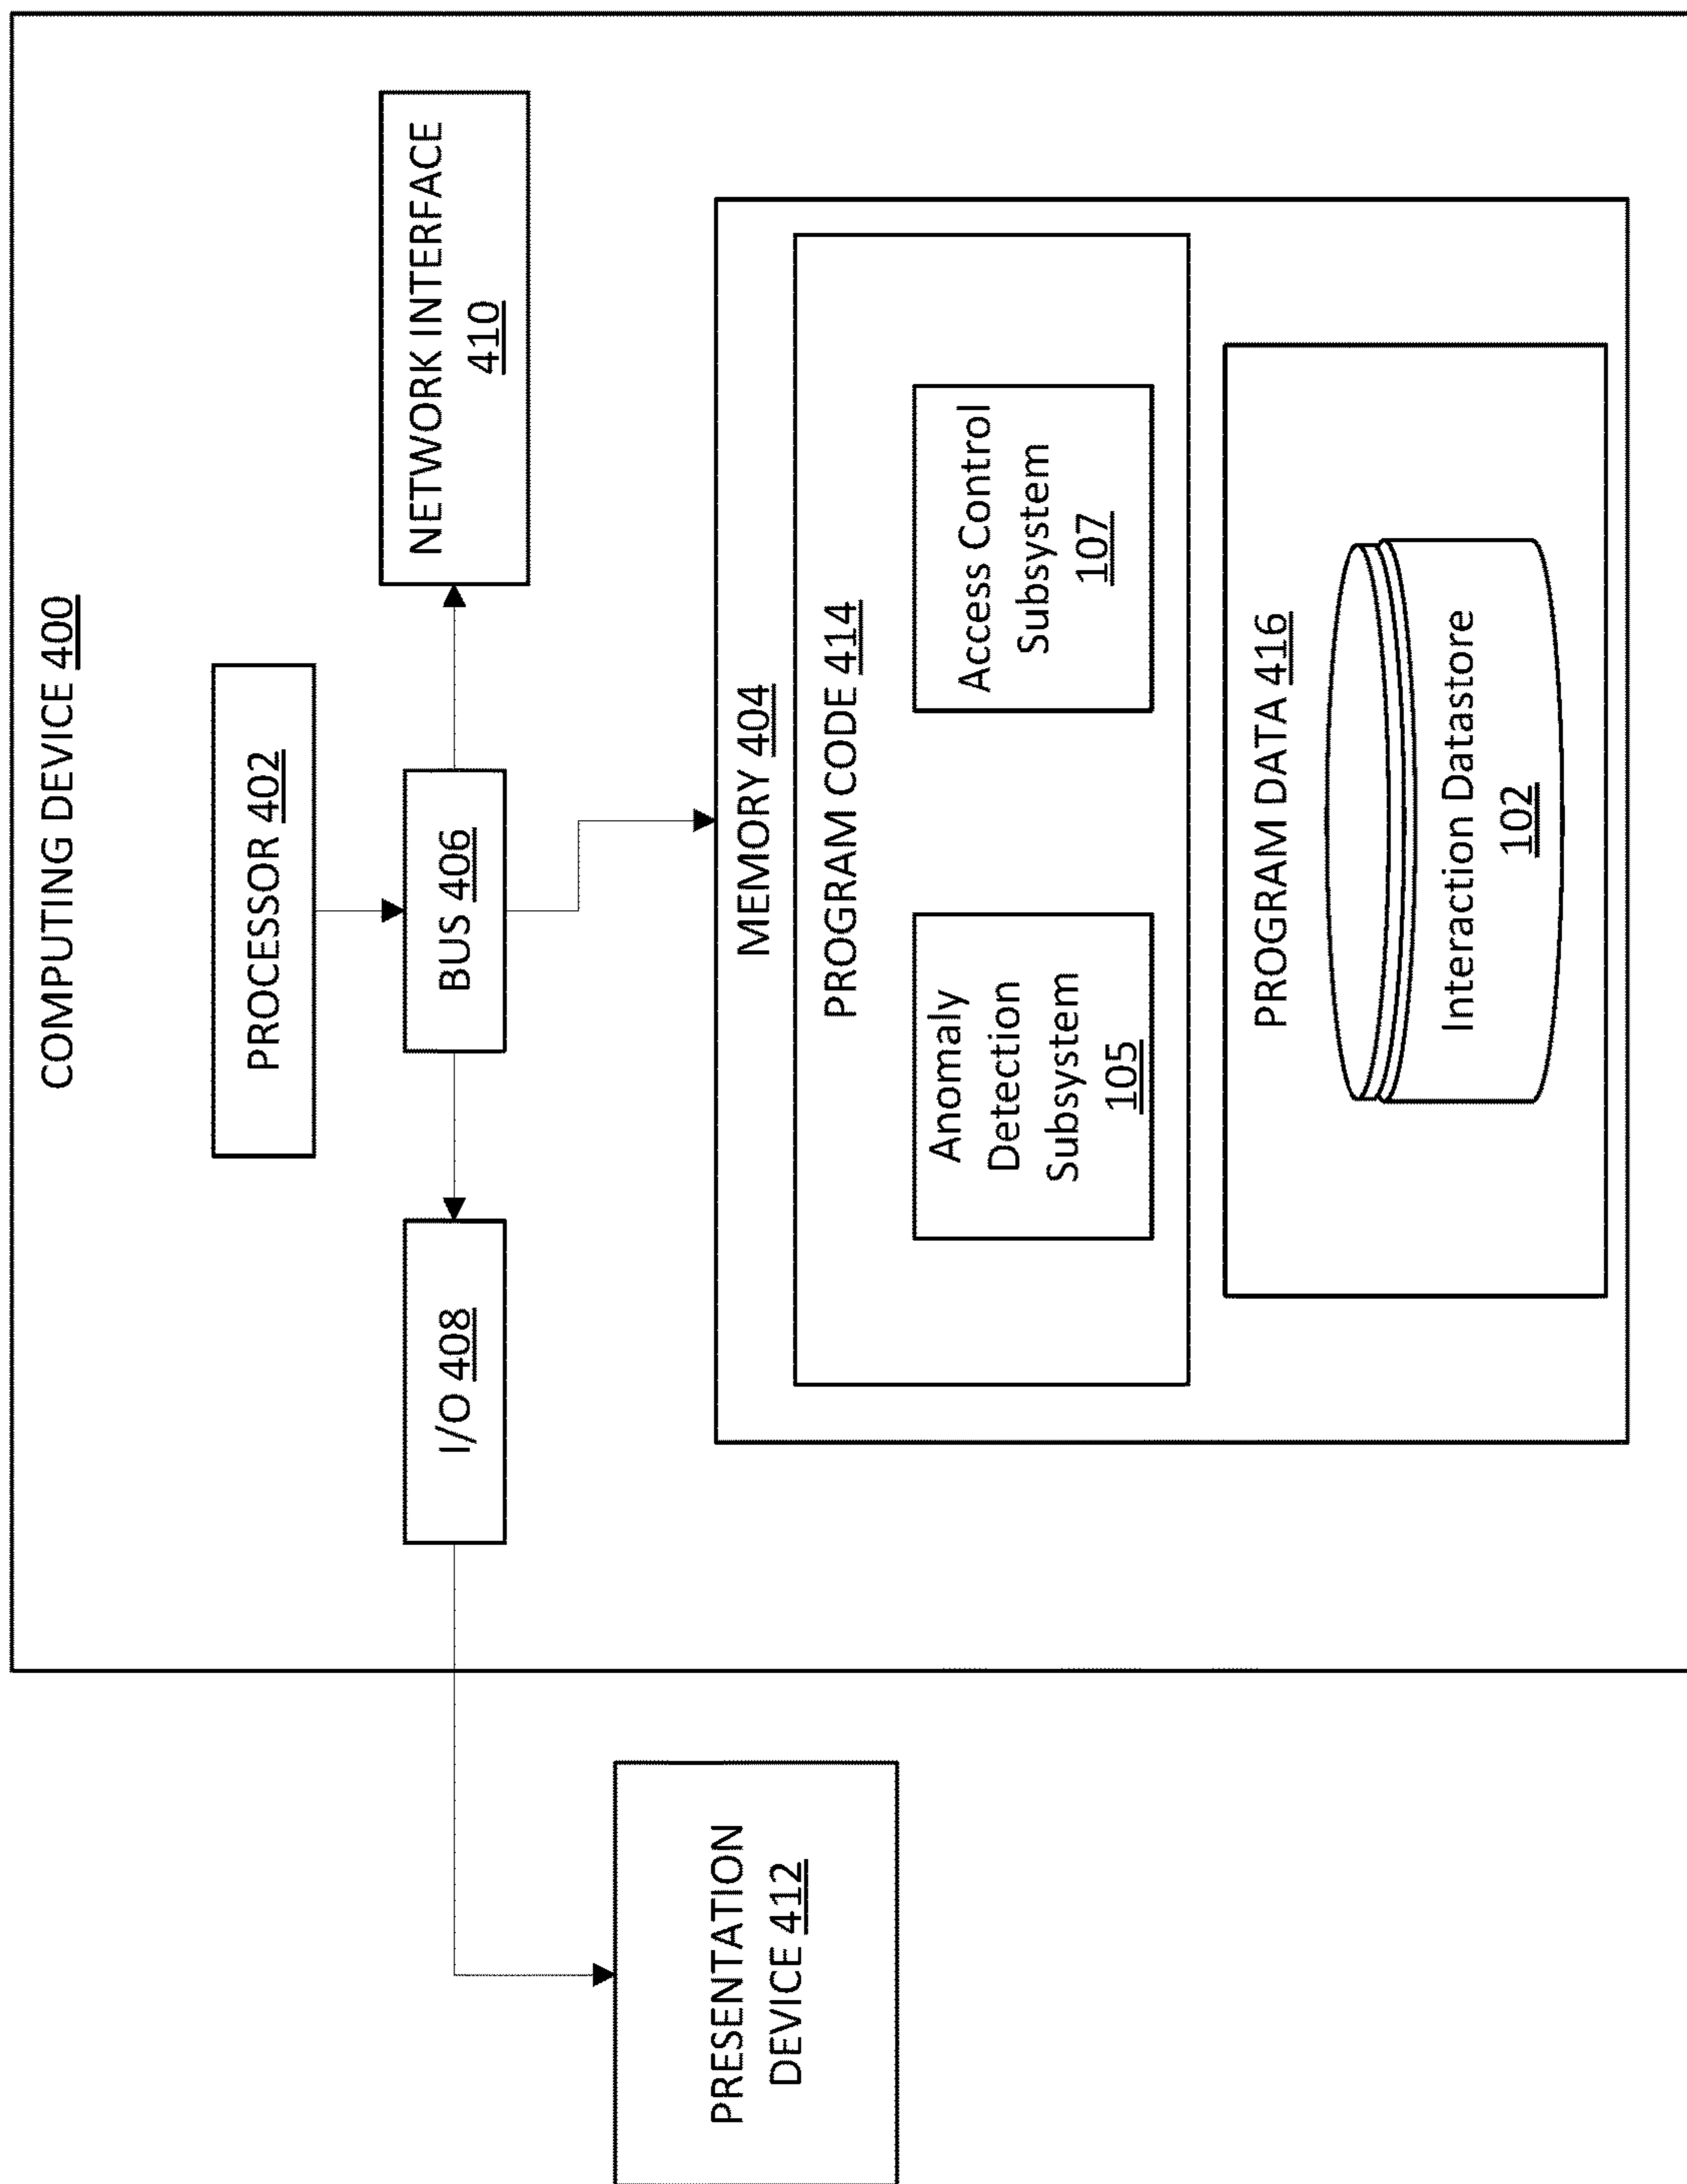 COMPUTING DEVICE 400
PROCESSOR 402
I/O 408
BUS 406
NETWORK INTERFACE
410
PRESENTATION
DEVICE 412
MEMORY 404
PROGRAM CODE 414
Anomaly
Detection
Subsystem
105
Access Control
Subsystem
107
PROGRAM DATA 416
Interaction Datastore
102